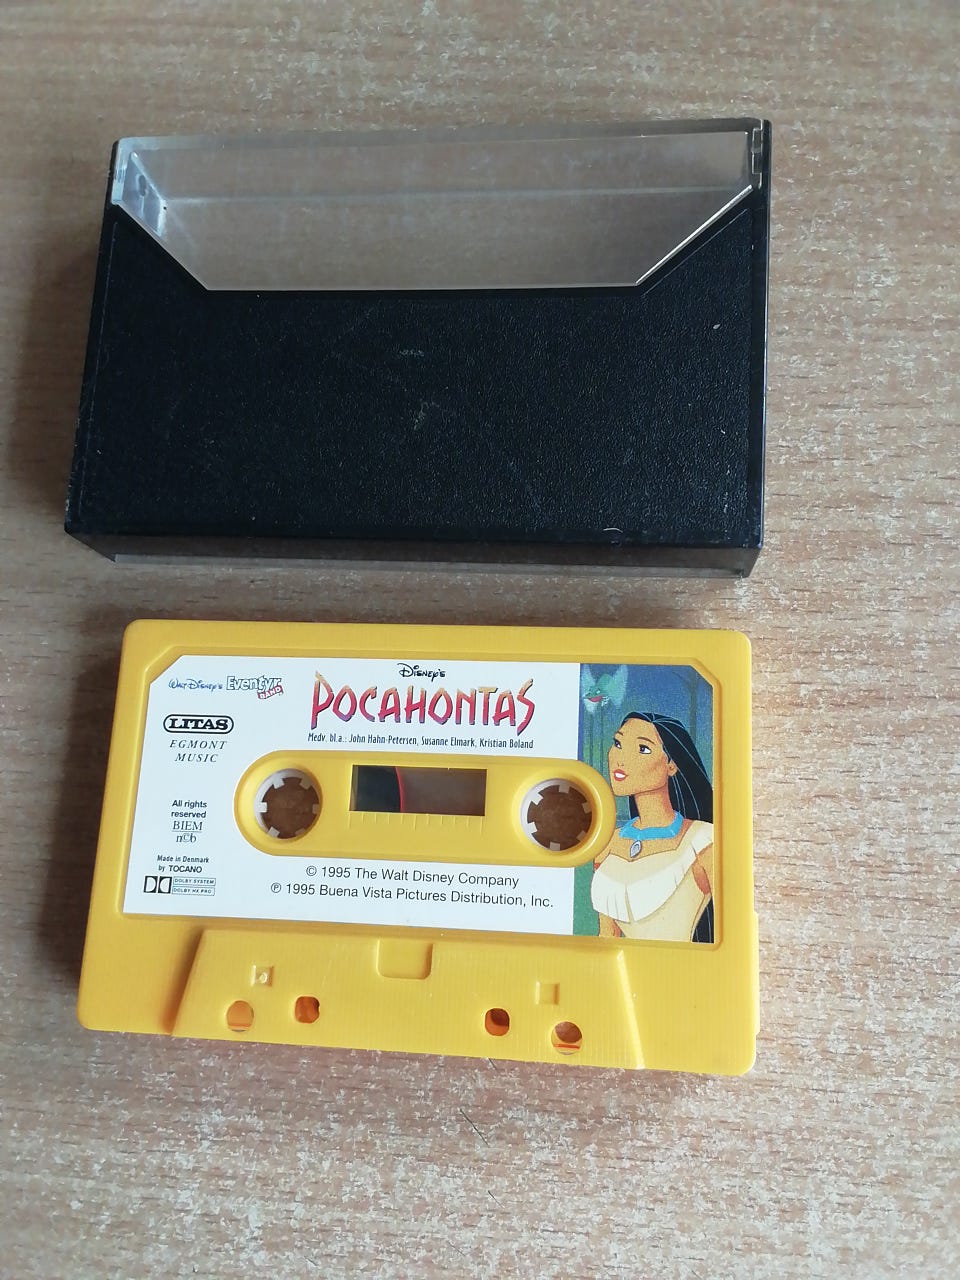 Walt Disney's Eventyr BÅND
LITAS
EGMONT
MUSIC
All rights
reserved
BIEM
n©b
Made in Denmark
by TOCANO
DOLBY SYSTEM
DOLBY HX PRO
Disney's
POCAHONTAS
Medv. bl.a.: John Hahn-Petersen, Susanne Elmark, Kristian Boland
© 1995 The Walt Disney Company
℗ 1995 Buena Vista Pictures Distribution, Inc.